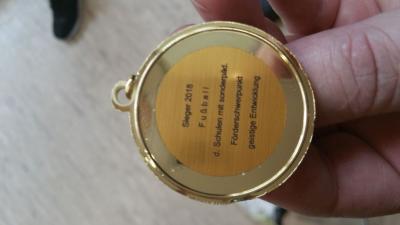 Sieger 2018
F u ß b a l l
d. Schulen mit sonderpäd.
Förderschwerpunkt
geistige Entwicklung